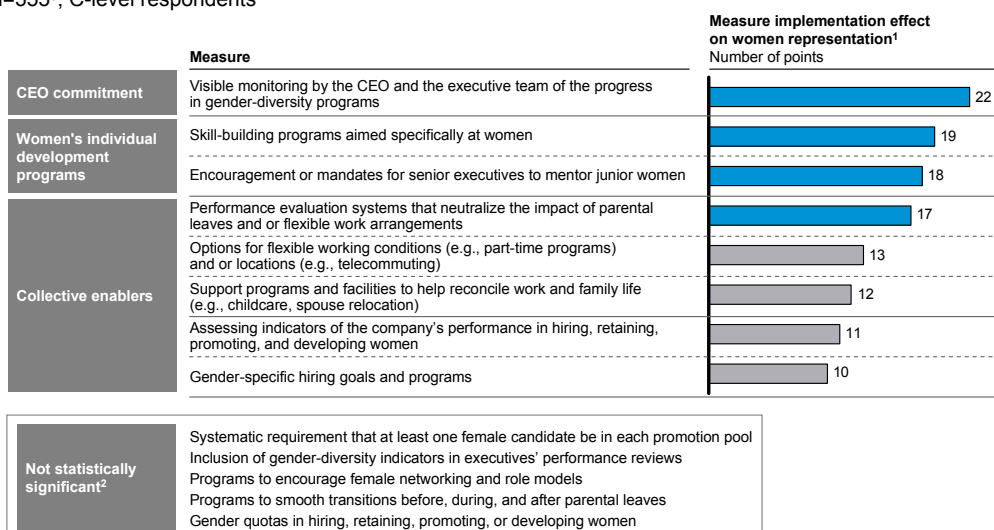 n=555¹, C-level respondents
Measure implementation effect
on women representation¹
Measure
Number of points
CEO commitment
Visible monitoring by the CEO and the executive team of the progress
in gender-diversity programs
22
Women's individual
development
programs
Skill-building programs aimed specifically at women
19
Encouragement or mandates for senior executives to mentor junior women
18
Collective enablers
Performance evaluation systems that neutralize the impact of parental
leaves and or flexible work arrangements
17
Options for flexible working conditions (e.g., part-time programs)
and or locations (e.g., telecommuting)
13
Support programs and facilities to help reconcile work and family life
(e.g., childcare, spouse relocation)
12
Assessing indicators of the company's performance in hiring, retaining,
promoting, and developing women
11
Gender-specific hiring goals and programs
10
Not statistically
significant²
Systematic requirement that at least one female candidate be in each promotion pool
Inclusion of gender-diversity indicators in executives' performance reviews
Programs to encourage female networking and role models
Programs to smooth transitions before, during, and after parental leaves
Gender quotas in hiring, retaining, promoting, or developing women